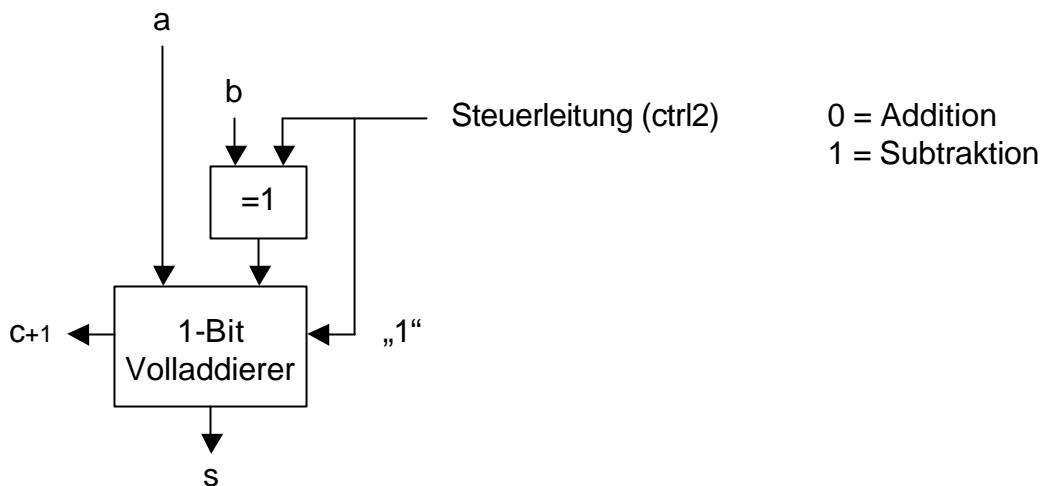 a
b
Steuerleitung (ctrl2)
0 = Addition
1 = Subtraktion
=1
c+1
1-Bit
Volladdierer
„1“
s